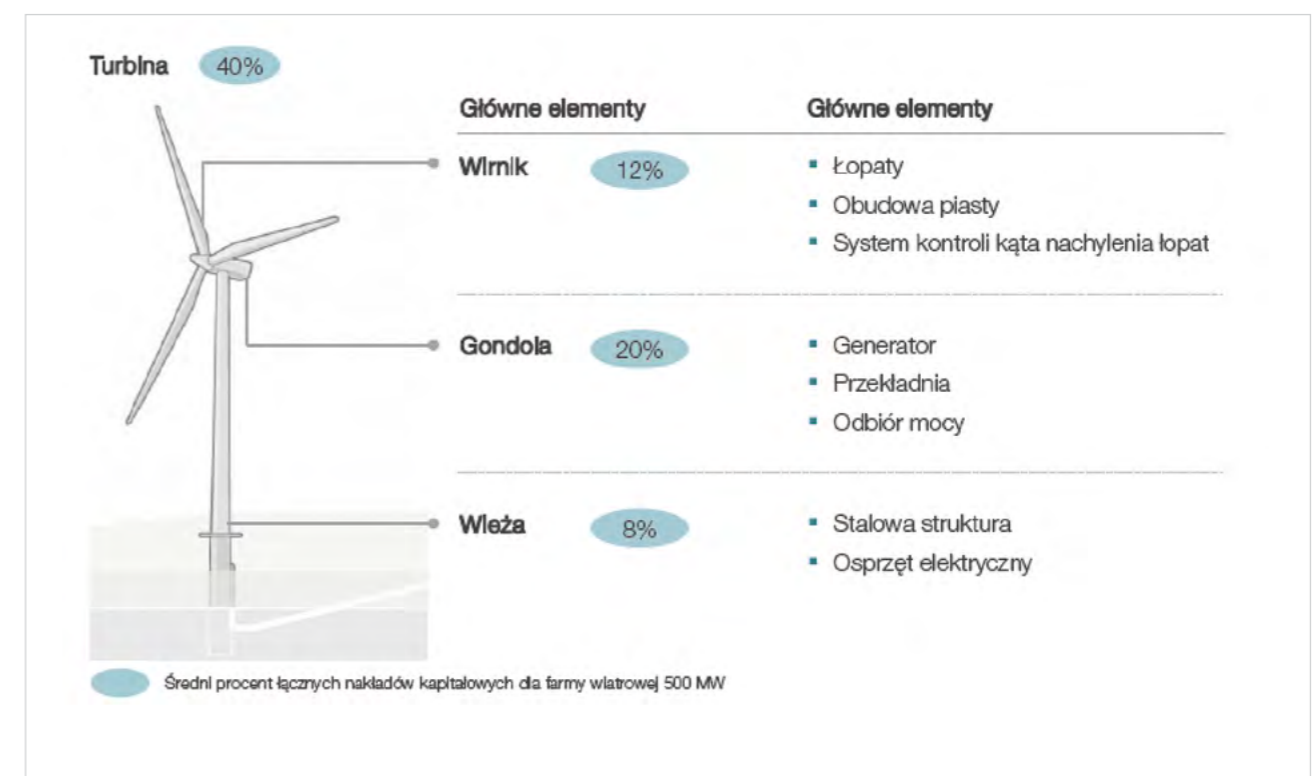 Turbina 40%
Główne elementy Główne elementy
Wirnik 12%
Łopaty
Obudowa piasty
System kontroli kąta nachylenia łopat
Gondola 20%
Generator
Przekładnia
Odbiór mocy
Wieża 8%
Stalowa struktura
Osprzęt elektryczny
Średni procent łącznych nakładów kapitałowych dla farmy wiatrowej 500 MW